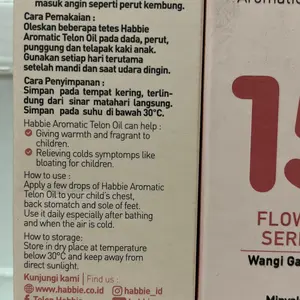 masuk angin seperti perut kembung.
Cara Pemakaian :
Oleskan beberapa tetes Habbie
Aromatic Telon Oil pada dada, perut,
punggung dan telapak kaki anak.
Gunakan setiap hari terutama
setelah mandi dan saat udara dingin.
Cara Penyimpanan :
Simpan pada tempat kering, terlin-
dung dari sinar matahari langsung.
Simpan pada suhu di bawah 30°C.
Habbie Aromatic Telon Oil can help :
Giving warmth and fragrant to
children.
Relieving colds symptomps like
bloating for children.
How to use :
Apply a few drops of Habbie Aromatic
Telon Oil to your child's chest,
back stomatch and sole of feet.
Use it daily especially after bathing
and when the air is cold.
How to storage:
Store in dry place at temperature
below 30°C and keep away from
direct sunlight.
Kunjungi kami | Find us :
www.habbie.co.id habbie_id
Telon Habbie
FLOW
SERI
Wangi Ga